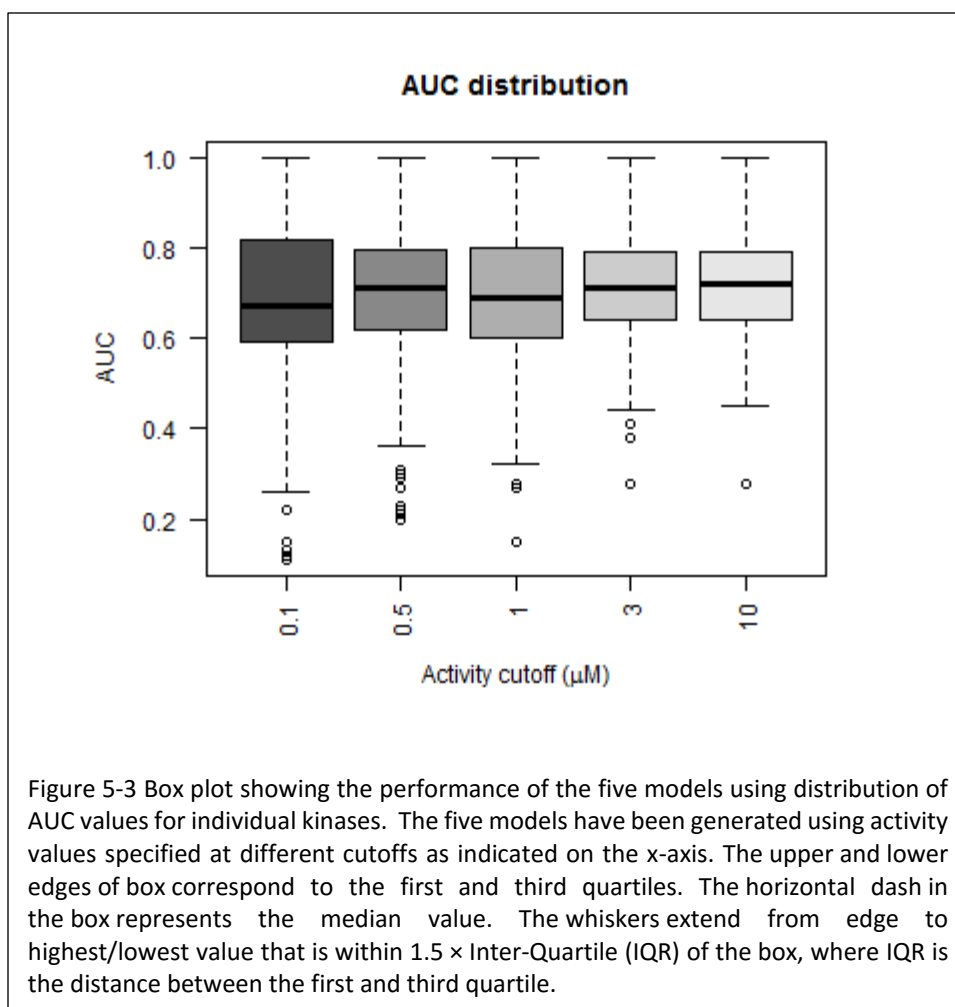 AUC distribution
1.0
0.8
0.6
0.4
0.2
AUC
0.1
0.5
1
3
10
Activity cutoff (μM)
Figure 5-3 Box plot showing the performance of the five models using distribution of
AUC values for individual kinases. The five models have been generated using activity
values specified at different cutoffs as indicated on the x-axis. The upper and lower
edges of box correspond to the first and third quartiles. The horizontal dash in
the box represents the median value. The whiskers extend from edge to
highest/lowest value that is within 1.5 × Inter-Quartile (IQR) of the box, where IQR is
the distance between the first and third quartile.